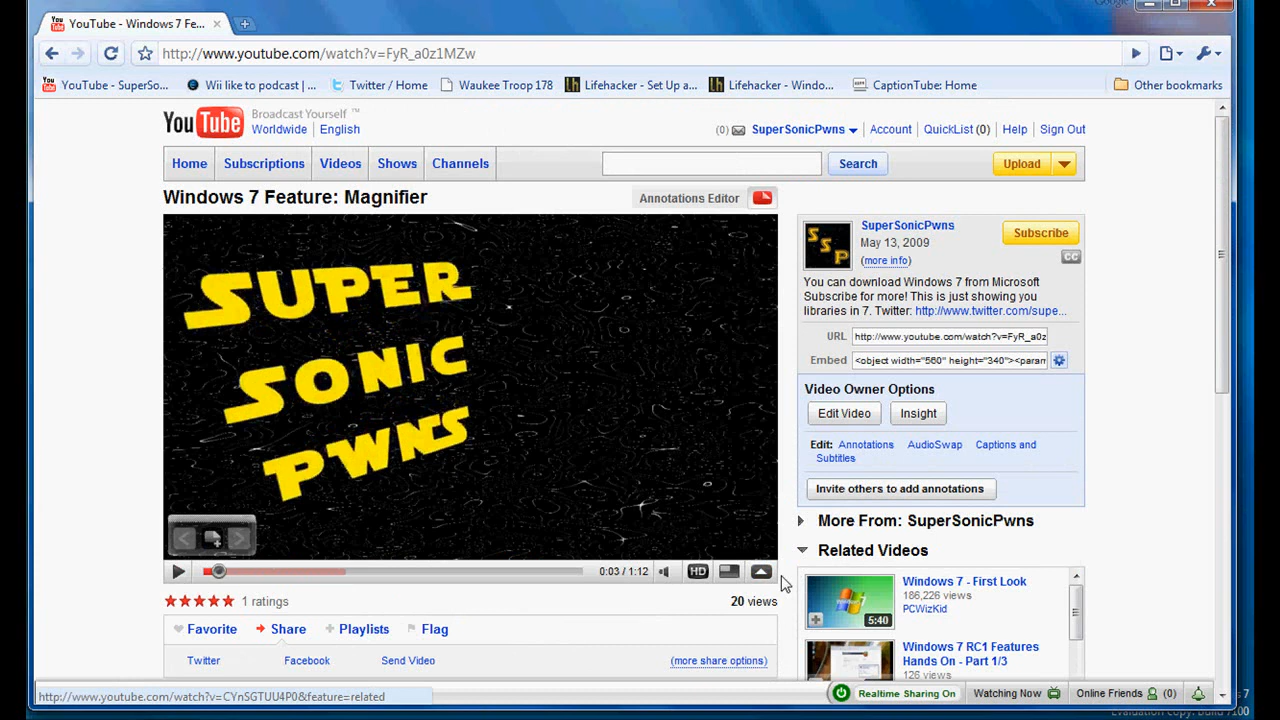 Google
YouTube - Windows 7 Fe...
http://www.youtube.com/watch?v=FyR_a0z1MZw
YouTube - SuperSo... Wii like to podcast |... Twitter / Home Waukee Troop 178 Lifehacker - Set Up a... Lifehacker - Windo... CaptionTube: Home Other bookmarks
YouTube Broadcast Yourself ™
Worldwide English
(0) SuperSonicPwns Account QuickList (0) Help Sign Out
Home Subscriptions Videos Shows Channels Search Upload
Windows 7 Feature: Magnifier
Annotations Editor
SUPER
SONIC
PWNS
0:03 / 1:12 HD
1 ratings
20 views
Favorite Share Playlists Flag
Twitter Facebook Send Video (more share options)
SSP
SuperSonicPwns
May 13, 2009
(more info)
Subscribe
CC
You can download Windows 7 from Microsoft
Subscribe for more! This is just showing you
libraries in 7. Twitter: http://www.twitter.com/supe...
URL http://www.youtube.com/watch?v=FyR_a0z
Embed <object width="560" height="340"><param
Video Owner Options
Edit Video Insight
Edit: Annotations AudioSwap Captions and
Subtitles
Invite others to add annotations
More From: SuperSonicPwns
Related Videos
5:40
Windows 7 - First Look
186,226 views
PCWizKid
Windows 7 RC1 Features
Hands On - Part 1/3
126 views
http://www.youtube.com/watch?v=CYnSGTUU4P0&feature=related
Realtime Sharing On Watching Now Online Friends (0)
Evaluation copy. Build 7100